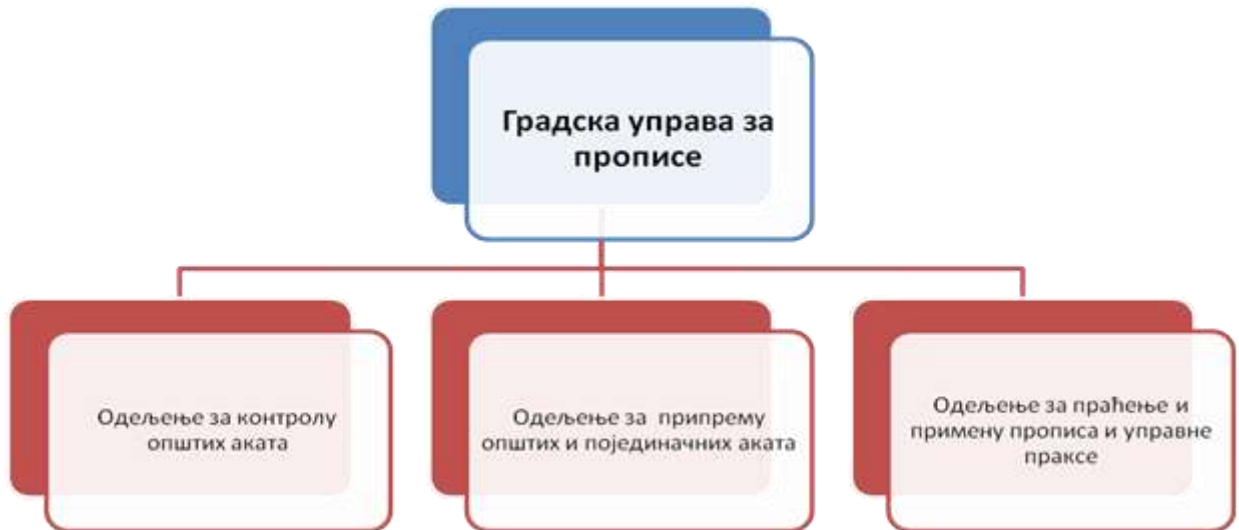 Градска управа за
прописе
Одељење за контролу
општих аката
Одељење за припрему
општих и појединачних аката
Одељење за праћење и
примену прописа и управне
праксе